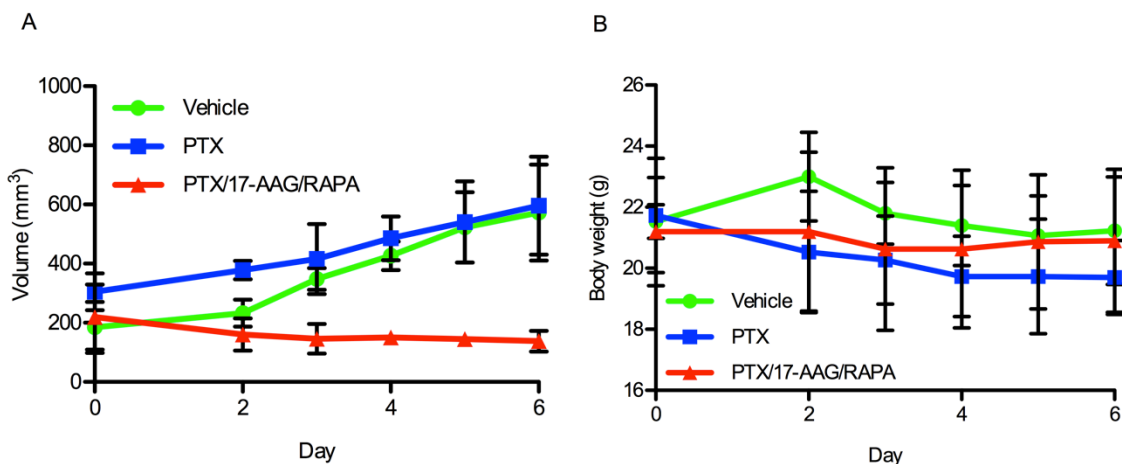 A
1000
800
600
400
200
0
Volume (mm³)
Vehicle
PTX
PTX/17-AAG/RAPA
0 2 4 6
Day
B
26
24
22
20
18
16
Body weight (g)
Vehicle
PTX
PTX/17-AAG/RAPA
0 2 4 6
Day